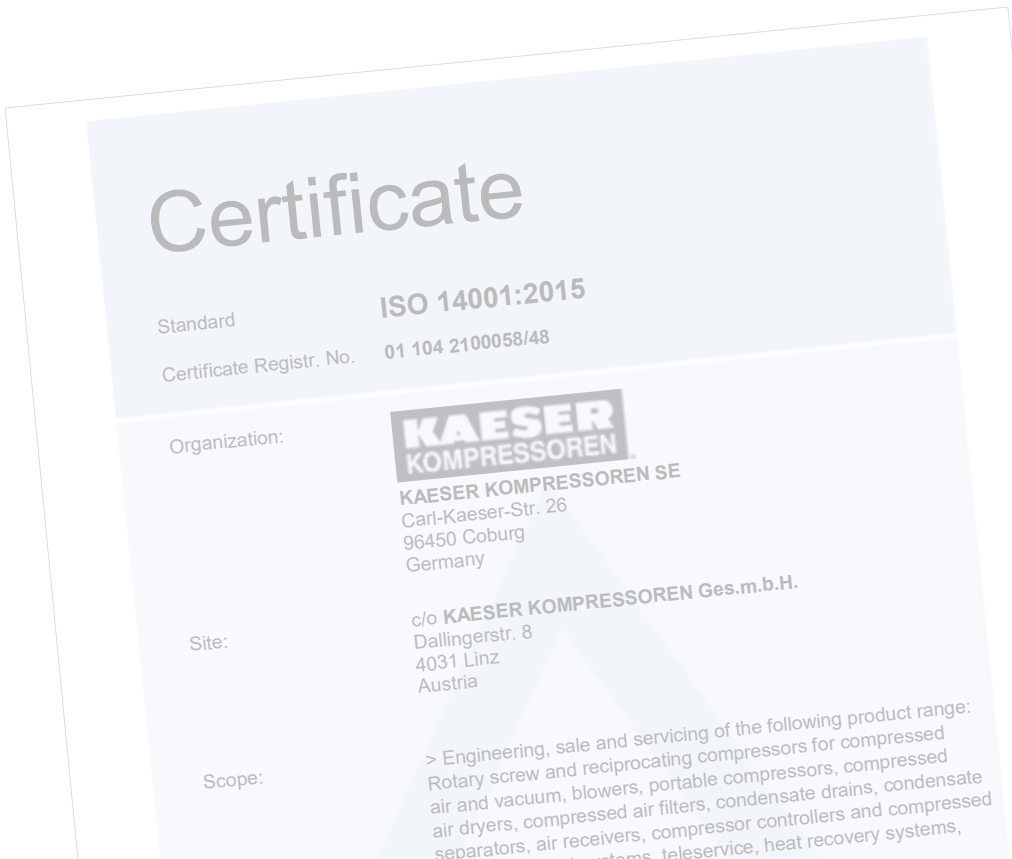 Certificate
Standard ISO 14001:2015
Certificate Registr. No. 01 104 2100058/48
Organization:
KAESER
KOMPRESSOREN
KAESER KOMPRESSOREN SE
Carl-Kaeser-Str. 26
96450 Coburg
Germany
Site:
c/o KAESER KOMPRESSOREN Ges.m.b.H.
Dallingerstr. 8
4031 Linz
Austria
Scope:
> Engineering, sale and servicing of the following product range:
Rotary screw and reciprocating compressors for compressed
air and vacuum, blowers, portable compressors, compressed
air dryers, compressed air filters, condensate drains, condensate
separators, air receivers, compressor controllers and compressed
teleservice, heat recovery systems,